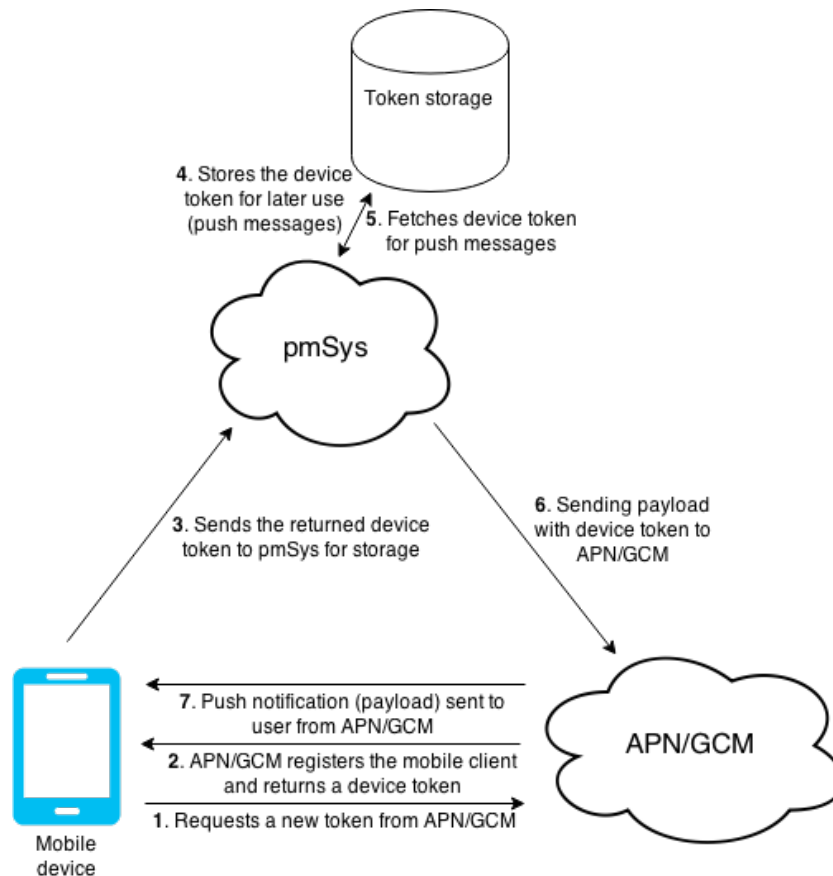 Token storage
4. Stores the device
token for later use
(push messages)
5. Fetches device token
for push messages
pmSys
3. Sends the returned device
token to pmSys for storage
6. Sending payload
with device token to
APN/GCM
7. Push notification (payload) sent to
user from APN/GCM
2. APN/GCM registers the mobile client
and returns a device token
1. Requests a new token from APN/GCM
APN/GCM
Mobile
device